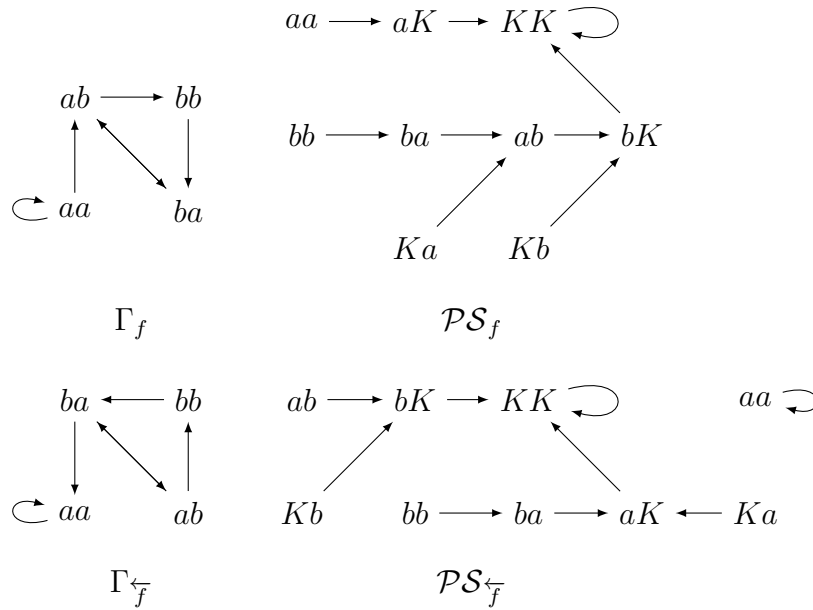 aa aK KK
ab bb
bb ba ab bK
aa ba
Ka Kb
Γ_f 𝒫𝒮_f
ba bb ab bK KK aa
aa ab Kb bb ba aK Ka
Γ_{\overleftarrow{f}} 𝒫𝒮_{\overleftarrow{f}}